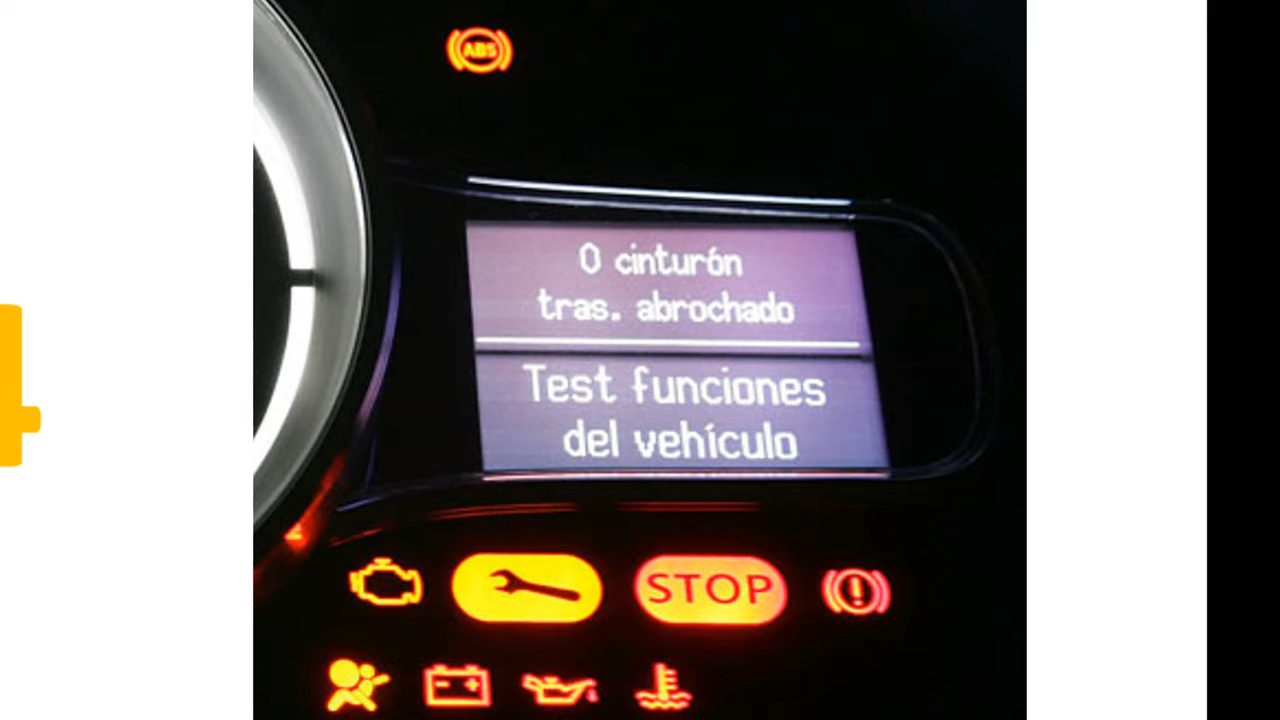 ABS
0 cinturón
tras. abrochado
Test funciones
del vehículo
STOP